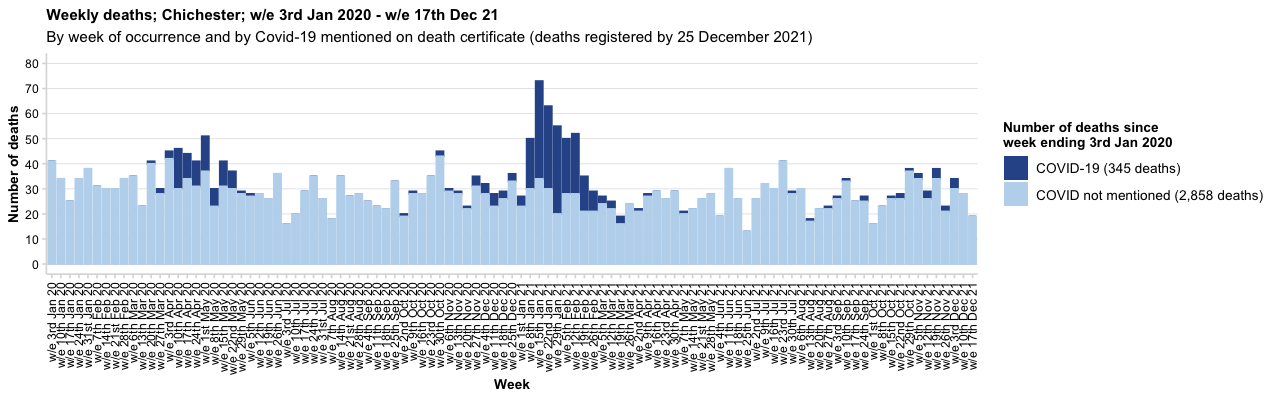 Weekly deaths; Chichester; w/e 3rd Jan 2020 - w/e 17th Dec 21
By week of occurrence and by Covid-19 mentioned on death certificate (deaths registered by 25 December 2021)
Number of deaths
80
70
60
50
40
30
20
10
0
w/e 3rd Jan 20
w/e 10th Jan 20
w/e 17th Jan 20
w/e 24th Jan 20
w/e 31st Jan 20
w/e 7th Feb 20
w/e 14th Feb 20
w/e 21st Feb 20
w/e 28th Feb 20
w/e 6th Mar 20
w/e 13th Mar 20
w/e 20th Mar 20
w/e 27th Mar 20
w/e 3rd Apr 20
w/e 10th Apr 20
w/e 17th Apr 20
w/e 24th Apr 20
w/e 1st May 20
w/e 8th May 20
w/e 15th May 20
w/e 22nd May 20
w/e 29th May 20
w/e 5th Jun 20
w/e 12th Jun 20
w/e 19th Jun 20
w/e 26th Jun 20
w/e 3rd Jul 20
w/e 10th Jul 20
w/e 17th Jul 20
w/e 24th Jul 20
w/e 31st Jul 20
w/e 7th Aug 20
w/e 14th Aug 20
w/e 21st Aug 20
w/e 28th Aug 20
w/e 4th Sep 20
w/e 11th Sep 20
w/e 18th Sep 20
w/e 25th Sep 20
w/e 2nd Oct 20
w/e 9th Oct 20
w/e 16th Oct 20
w/e 23rd Oct 20
w/e 30th Oct 20
w/e 6th Nov 20
w/e 13th Nov 20
w/e 20th Nov 20
w/e 27th Nov 20
w/e 4th Dec 20
w/e 11th Dec 20
w/e 18th Dec 20
w/e 25th Dec 20
w/e 1st Jan 21
w/e 8th Jan 21
w/e 15th Jan 21
w/e 22nd Jan 21
w/e 29th Jan 21
w/e 5th Feb 21
w/e 12th Feb 21
w/e 19th Feb 21
w/e 26th Feb 21
w/e 5th Mar 21
w/e 12th Mar 21
w/e 19th Mar 21
w/e 26th Mar 21
w/e 2nd Apr 21
w/e 9th Apr 21
w/e 16th Apr 21
w/e 23rd Apr 21
w/e 30th Apr 21
w/e 7th May 21
w/e 14th May 21
w/e 21st May 21
w/e 28th May 21
w/e 4th Jun 21
w/e 11th Jun 21
w/e 18th Jun 21
w/e 25th Jun 21
w/e 2nd Jul 21
w/e 9th Jul 21
w/e 16th Jul 21
w/e 23rd Jul 21
w/e 30th Jul 21
w/e 6th Aug 21
w/e 13th Aug 21
w/e 20th Aug 21
w/e 27th Aug 21
w/e 3rd Sep 21
w/e 10th Sep 21
w/e 17th Sep 21
w/e 24th Sep 21
w/e 1st Oct 21
w/e 8th Oct 21
w/e 15th Oct 21
w/e 22nd Oct 21
w/e 29th Oct 21
w/e 5th Nov 21
w/e 12th Nov 21
w/e 19th Nov 21
w/e 26th Nov 21
w/e 3rd Dec 21
w/e 10th Dec 21
w/e 17th Dec 21
Week
Number of deaths since
week ending 3rd Jan 2020
COVID-19 (345 deaths)
COVID not mentioned (2,858 deaths)